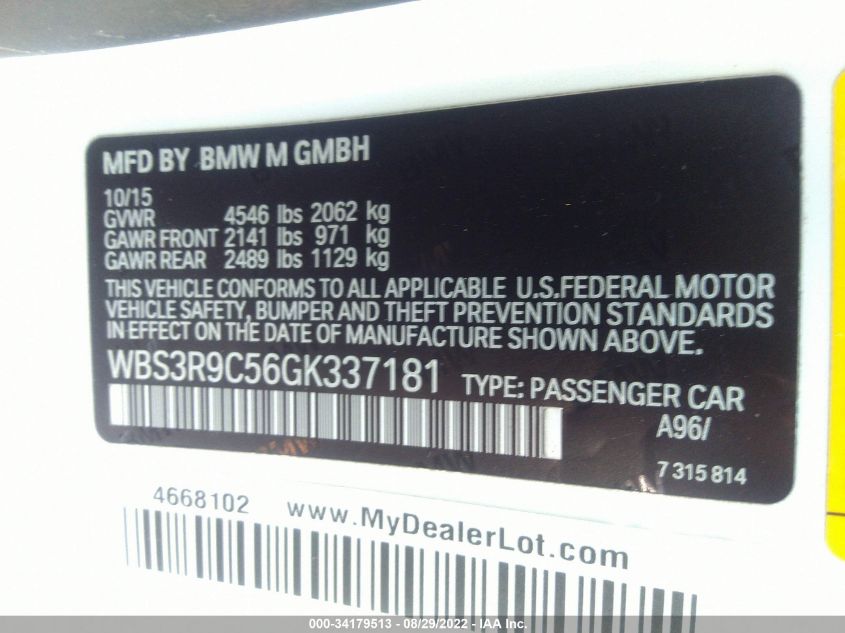 MFD BY BMW M GMBH
10/15
GVWR 4546 lbs 2062 kg
GAWR FRONT 2141 lbs 971 kg
GAWR REAR 2489 lbs 1129 kg
THIS VEHICLE CONFORMS TO ALL APPLICABLE U.S.FEDERAL MOTOR
VEHICLE SAFETY, BUMPER AND THEFT PREVENTION STANDARDS
IN EFFECT ON THE DATE OF MANUFACTURE SHOWN ABOVE.
WBS3R9C56GK337181 TYPE: PASSENGER CAR
A96/
7 315 814
4668102 www.MyDealerLot.com
000-34179513 - 08/29/2022 - IAA Inc.